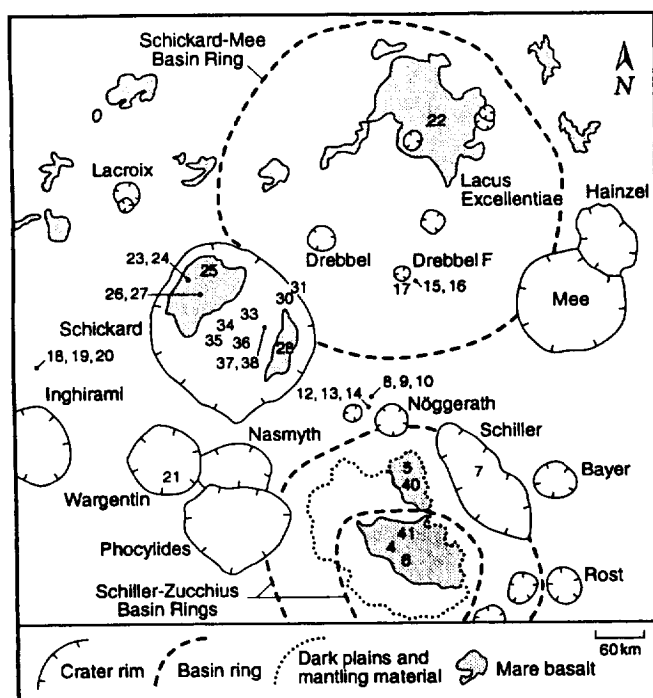 Schickard-Mee
Basin Ring
N
22
Lacroix
Lacus
Excellentiae
Hainzel
23, 24
25
Drebbel
Drebbel F
26, 27
31
30
17
15, 16
Mee
Schickard
33
34
35
36
28
37, 38
18, 19, 20
Inghirami
12, 13, 14
8, 9, 10
Nöggerath
Nasmyth
Schiller
21
5
40
7
Bayer
Wargentin
41
4
6
Phocylides
Rost
Schiller-Zucchius
Basin Rings
Crater rim
Basin ring
Dark plains and
mantling material
Mare basalt
60 km